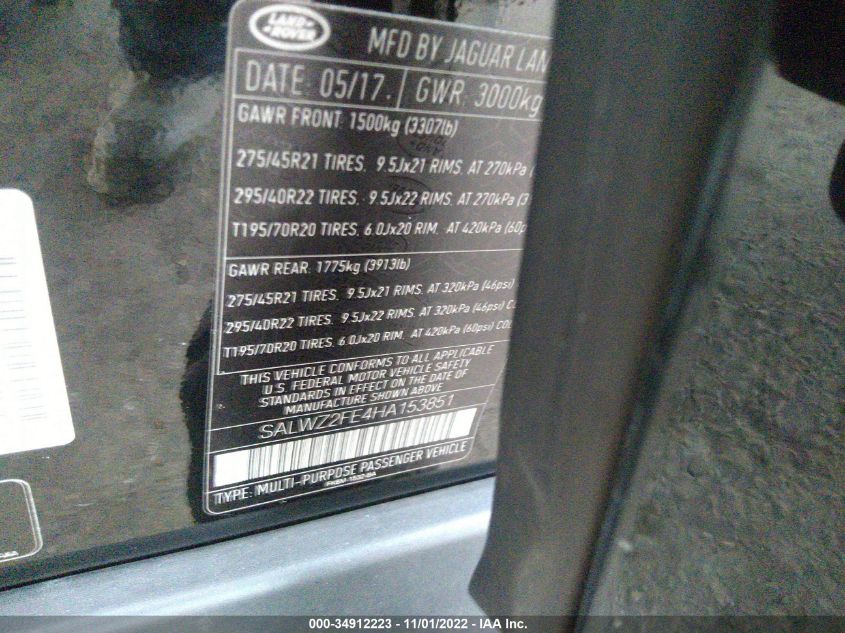 LAND ROVER
MFD BY JAGUAR LAN
DATE: 05/17. GWR: 3000kg
GAWR FRONT 1500kg (3307lb)
275/45R21 TIRES. 9.5Jx21 RIMS. AT 270kPa (
295/40R22 TIRES. 9.5Jx22 RIMS. AT 270kPa (3
T195/70R20 TIRES. 6.0Jx20 RIM. AT 420kPa (60p
GAWR REAR 1775kg (3913lb)
275/45R21 TIRES. 9.5Jx21 RIMS. AT 320kPa (46psi)
295/40R22 TIRES. 9.5Jx22 RIMS. AT 320kPa (46psi) CO
T195/70R20 TIRES. 6.0Jx20 RIM. AT 420kPa (60psi) COL
THIS VEHICLE CONFORMS TO ALL APPLICABLE
U.S. FEDERAL MOTOR VEHICLE SAFETY
STANDARDS IN EFFECT ON THE DATE OF
MANUFACTURE SHOWN ABOVE
SALWZ2FE4HA153851
TYPE: MULTI-PURPOSE PASSENGER VEHICLE
000-34912223 - 11/01/2022 - IAA Inc.